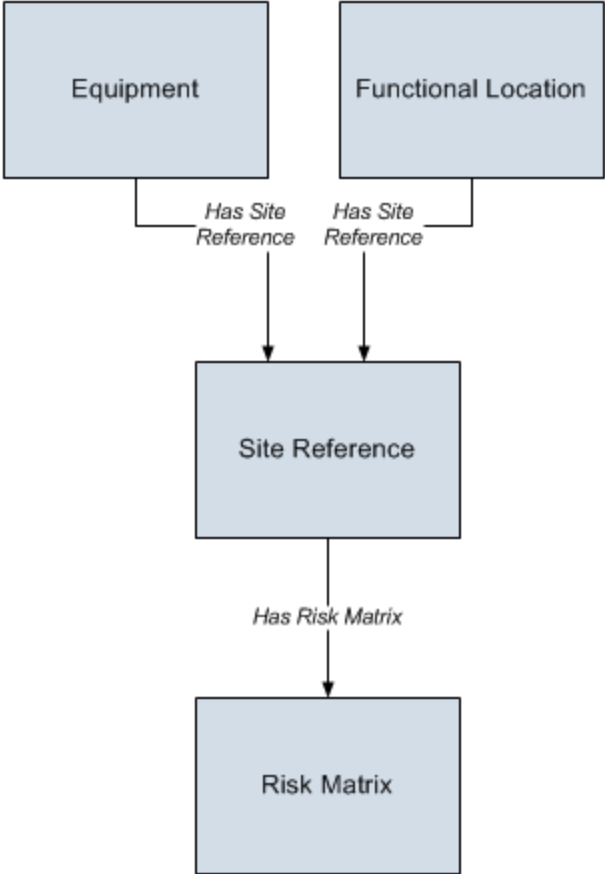 Equipment
Functional Location
Has Site
Reference
Has Site
Reference
Site Reference
Has Risk Matrix
Risk Matrix